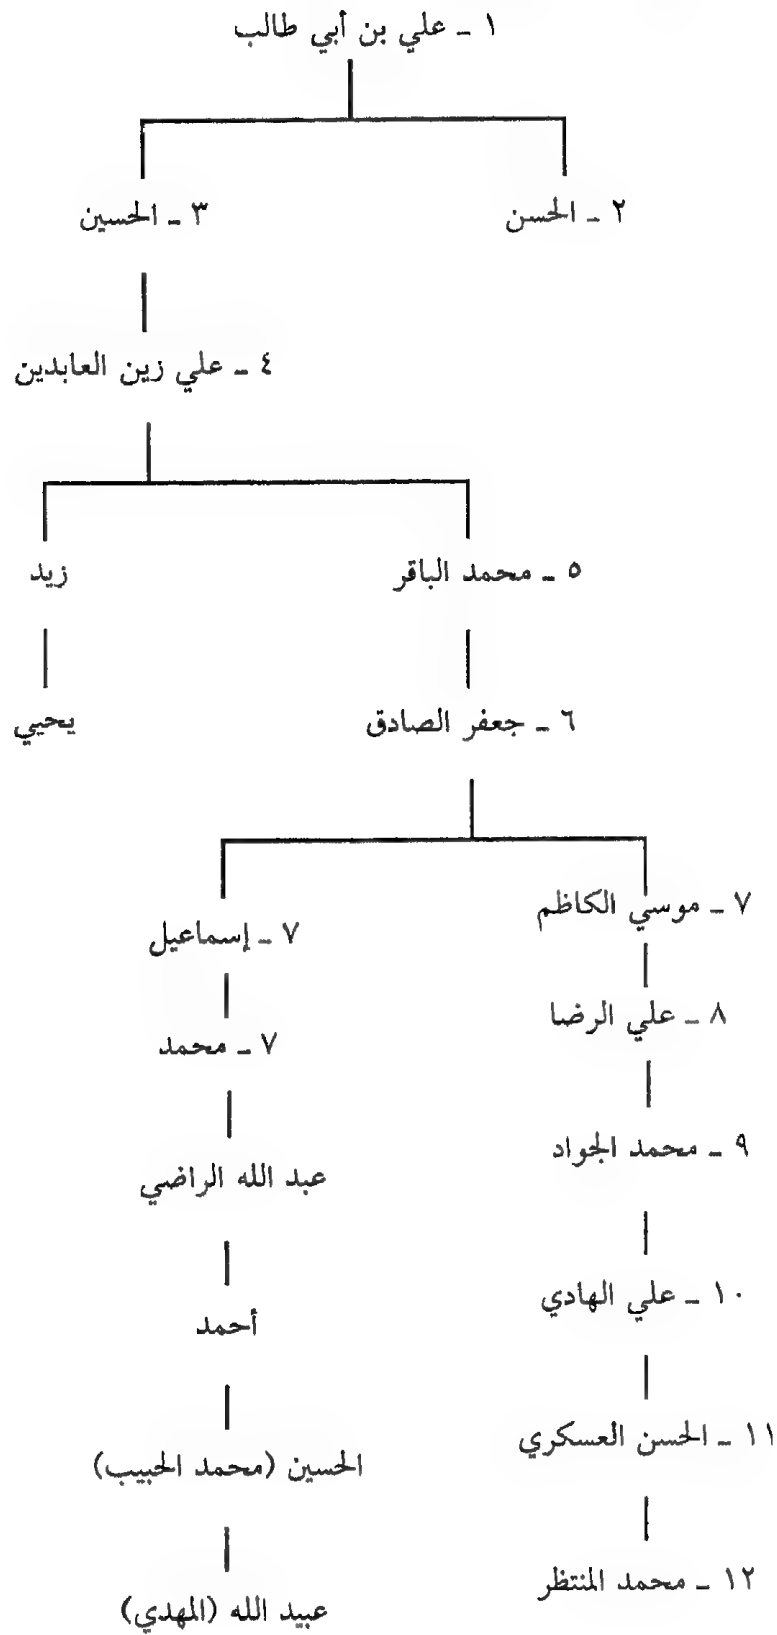 ١ ـ علي بن أبي طالب
٢ ـ الحسن
٣ ـ الحسين
٤ ـ علي زين العابدين
٥ ـ محمد الباقر
زيد
٦ ـ جعفر الصادق
يحيي
٧ ـ موسي الكاظم
٧ ـ إسماعيل
٨ ـ علي الرضا
٧ ـ محمد
٩ ـ محمد الجواد
عبد الله الراضي
١٠ ـ علي الهادي
أحمد
١١ ـ الحسن العسكري
الحسين (محمد الحبيب)
١٢ ـ محمد المنتظر
عبيد الله (المهدي)